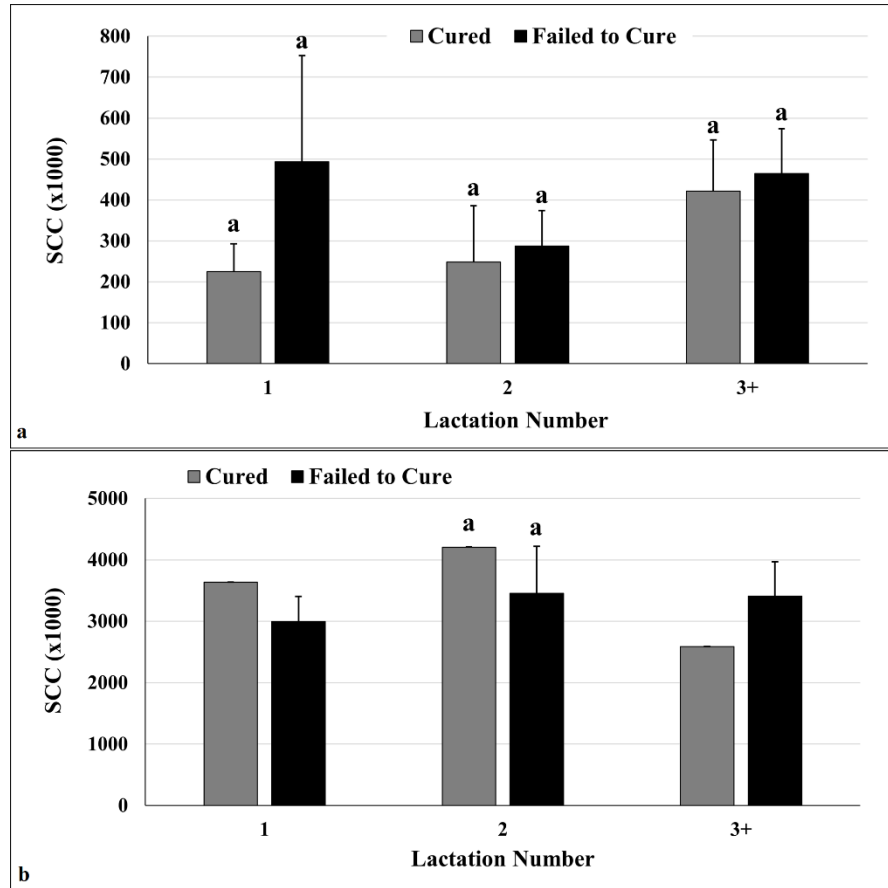 Cured Failed to Cure
800
700
600
500
400
300
200
100
0
SCC (x1000)
a a a a a a
1 2 3+
Lactation Number
a
Cured Failed to Cure
5000
4000
3000
2000
1000
0
SCC (x1000)
a a
1 2 3+
Lactation Number
b